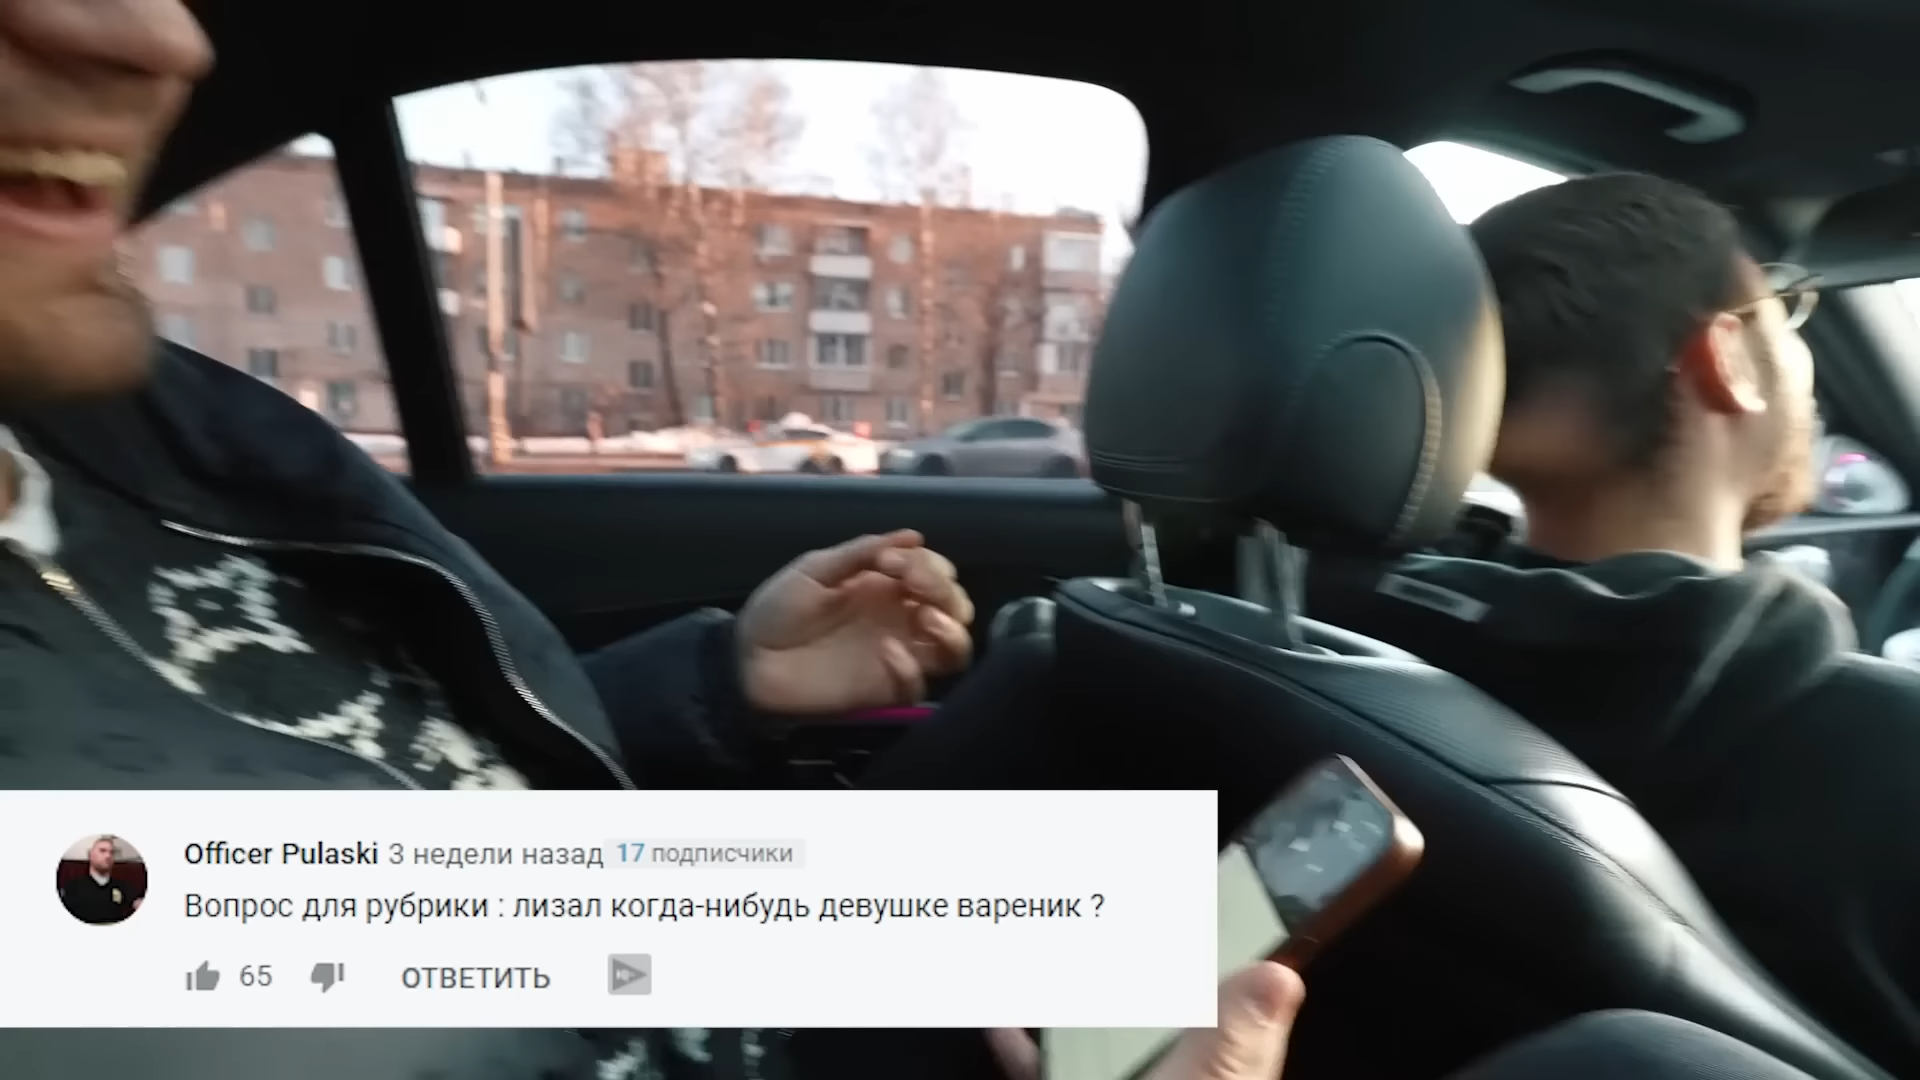 Officer Pulaski 3 недели назад 17 подписчики
Вопрос для рубрики : лизал когда-нибудь девушке вареник ?
65 ОТВЕТИТЬ